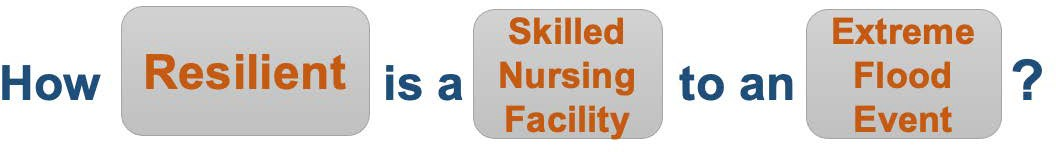 How Resilient is a Skilled Nursing Facility to an Extreme Flood Event ?